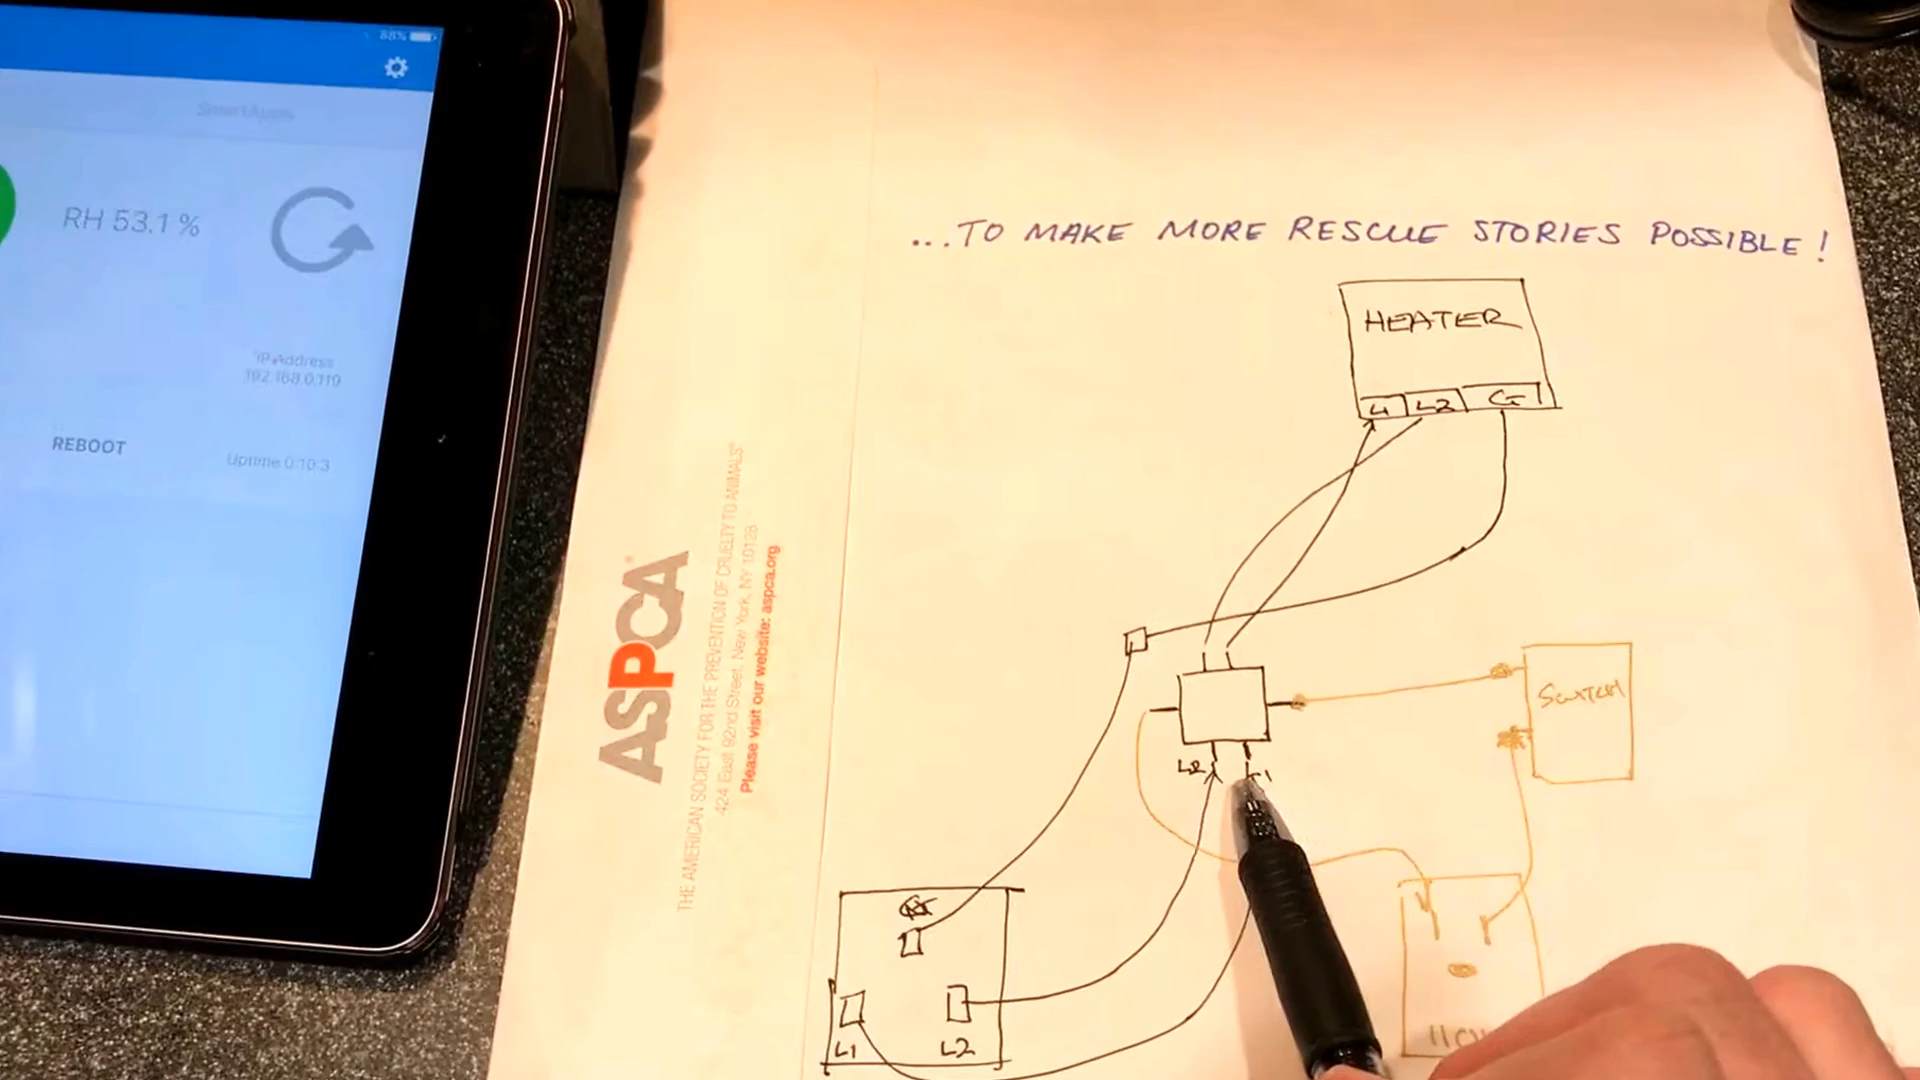 88%
SmartApps
RH 53.1 %
IP Address
192.168.0.119
REBOOT
Uptime 0:10:3
ASPCA®
THE AMERICAN SOCIETY FOR THE PREVENTION OF CRUELTY TO ANIMALS®
424 East 92nd Street, New York, NY 10128
Please visit our website: aspca.org
...TO MAKE MORE RESCUE STORIES POSSIBLE!
HEATER
L1 L2 G
SWITCH
L2 L1
L1 L2